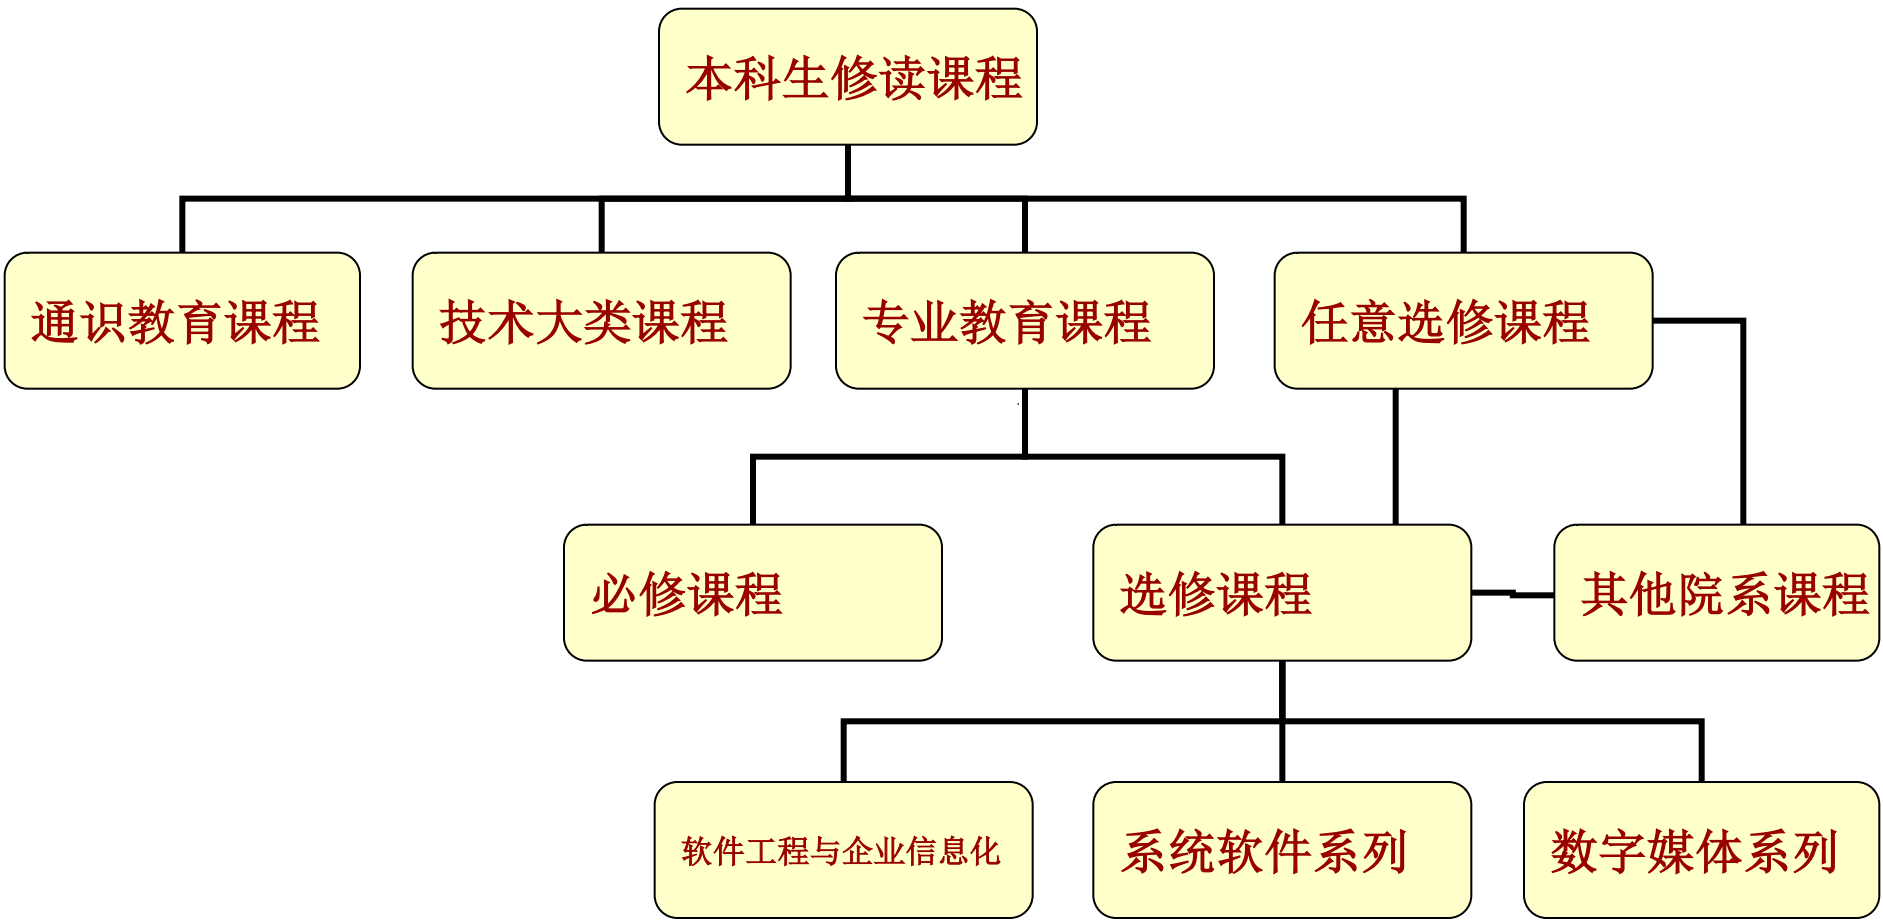 本科生修读课程
通识教育课程
技术大类课程
专业教育课程
任意选修课程
必修课程
选修课程
其他院系课程
软件工程与企业信息化
系统软件系列
数字媒体系列